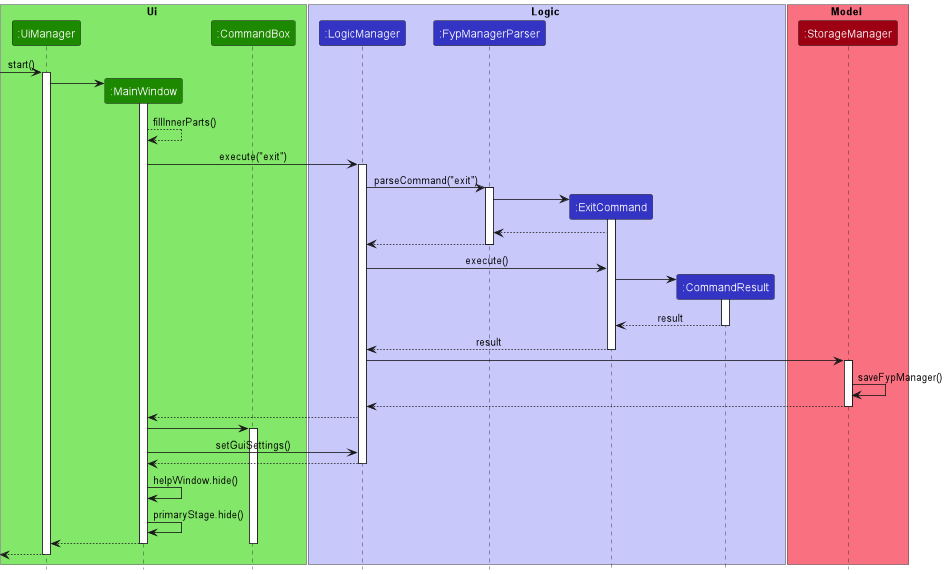 Ui
Logic
Model
:UiManager
:CommandBox
:LogicManager
:FypManagerParser
:StorageManager
start()
:MainWindow
fillInnerParts()
execute("exit")
parseCommand("exit")
:ExitCommand
execute()
:CommandResult
result
result
saveFypManager()
setGuiSettings()
helpWindow.hide()
primaryStage.hide()